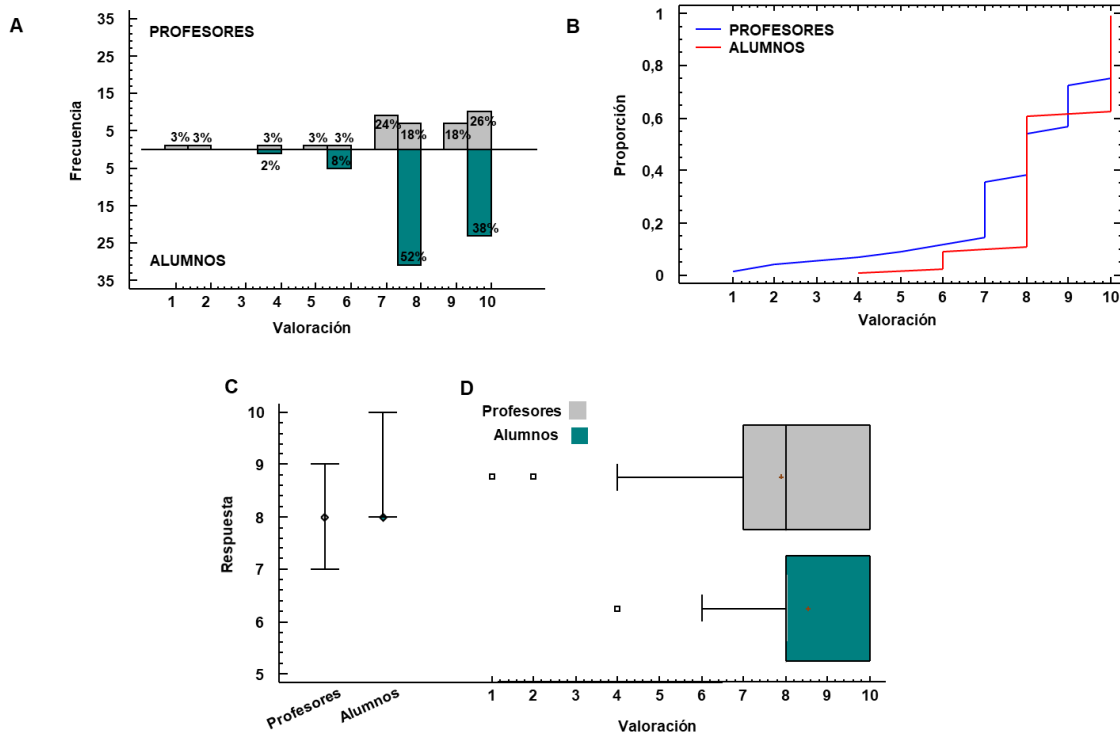 A
PROFESORES
35
25
15
5
5
15
25
35
Frecuencia
3% 3% 3% 3% 3% 24% 18% 18% 26%
2% 8% 52% 38%
ALUMNOS
1 2 3 4 5 6 7 8 9 10
Valoración
B
PROFESORES
ALUMNOS
1
0,8
0,6
0,4
0,2
0
Proporción
1 2 3 4 5 6 7 8 9 10
Valoración
C
10
9
8
7
6
5
Respuesta
Profesores
Alumnos
D
Profesores
Alumnos
1 2 3 4 5 6 7 8 9 10
Valoración